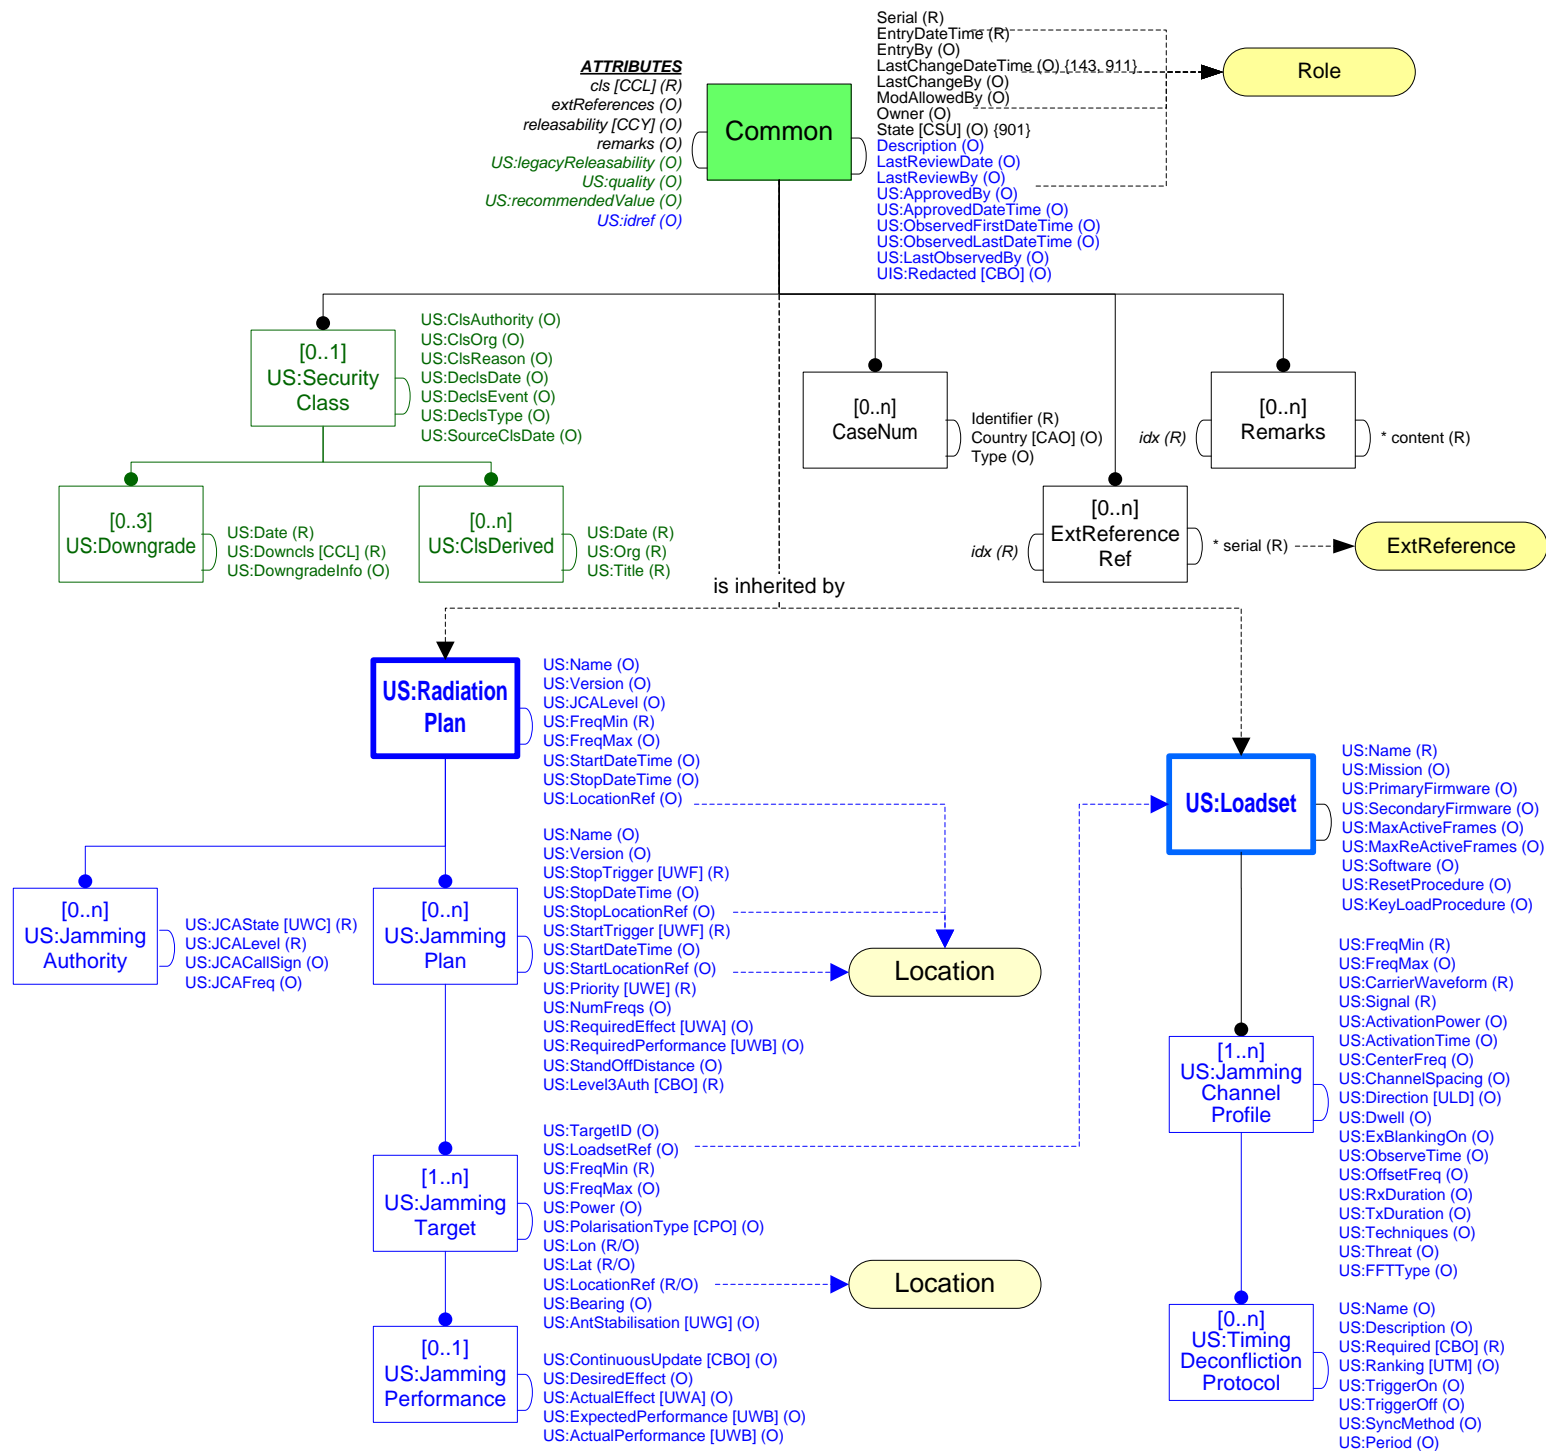 ATTRIBUTES
cls [CCL] (R)
extReferences (O)
releasability [CCY] (O)
remarks (O)
US:legacyReleasability (O)
US:quality (O)
US:recommendedValue (O)
US:idref (O)
Common
Serial (R)
EntryDateTime (R)
EntryBy (O)
LastChangeDateTime (O) {143, 911}
LastChangeBy (O)
ModAllowedBy (O)
Owner (O)
State [CSU] (O) {901}
Description (O)
LastReviewDate (O)
LastReviewBy (O)
US:ApprovedBy (O)
US:ApprovedDateTime (O)
US:ObservedFirstDateTime (O)
US:ObservedLastDateTime (O)
US:LastObservedBy (O)
UIS:Redacted [CBO] (O)
Role
[0..1]
US:Security
Class
US:ClsAuthority (O)
US:ClsOrg (O)
US:ClsReason (O)
US:DeclsDate (O)
US:DeclsEvent (O)
US:DeclsType (O)
US:SourceClsDate (O)
[0..n]
CaseNum
Identifier (R)
Country [CAO] (O)
Type (O)
idx (R)
[0..n]
Remarks
* content (R)
[0..3]
US:Downgrade
US:Date (R)
US:Downcls [CCL] (R)
US:DowngradeInfo (O)
[0..n]
US:ClsDerived
US:Date (R)
US:Org (R)
US:Title (R)
idx (R)
[0..n]
ExtReference
Ref
* serial (R)
ExtReference
is inherited by
US:Radiation
Plan
US:Name (O)
US:Version (O)
US:JCALevel (O)
US:FreqMin (R)
US:FreqMax (O)
US:StartDateTime (O)
US:StopDateTime (O)
US:LocationRef (O)
US:Loadset
US:Name (R)
US:Mission (O)
US:PrimaryFirmware (O)
US:SecondaryFirmware (O)
US:MaxActiveFrames (O)
US:MaxReActiveFrames (O)
US:Software (O)
US:ResetProcedure (O)
US:KeyLoadProcedure (O)
[0..n]
US:Jamming
Authority
US:JCAState [UWC] (R)
US:JCALevel (R)
US:JCACallSign (O)
US:JCAFreq (O)
[0..n]
US:Jamming
Plan
US:Name (O)
US:Version (O)
US:StopTrigger [UWF] (R)
US:StopDateTime (O)
US:StopLocationRef (O)
US:StartTrigger [UWF] (R)
US:StartDateTime (O)
US:StartLocationRef (O)
US:Priority [UWE] (R)
US:NumFreqs (O)
US:RequiredEffect [UWA] (O)
US:RequiredPerformance [UWB] (O)
US:StandOffDistance (O)
US:Level3Auth [CBO] (R)
Location
[1..n]
US:Jamming
Channel
Profile
US:FreqMin (R)
US:FreqMax (O)
US:CarrierWaveform (R)
US:Signal (R)
US:ActivationPower (O)
US:ActivationTime (O)
US:CenterFreq (O)
US:ChannelSpacing (O)
US:Direction [ULD] (O)
US:Dwell (O)
US:ExBlankingOn (O)
US:ObserveTime (O)
US:OffsetFreq (O)
US:RxDuration (O)
US:TxDuration (O)
US:Techniques (O)
US:Threat (O)
US:FFTType (O)
[1..n]
US:Jamming
Target
US:TargetID (O)
US:LoadsetRef (O)
US:FreqMin (R)
US:FreqMax (O)
US:Power (O)
US:PolarisationType [CPO] (O)
US:Lon (R/O)
US:Lat (R/O)
US:LocationRef (R/O)
US:Bearing (O)
US:AntStabilisation [UWG] (O)
Location
[0..1]
US:Jamming
Performance
US:ContinuousUpdate [CBO] (O)
US:DesiredEffect (O)
US:ActualEffect [UWA] (O)
US:ExpectedPerformance [UWB] (O)
US:ActualPerformance [UWB] (O)
[0..n]
US:Timing
Deconfliction
Protocol
US:Name (O)
US:Description (O)
US:Required [CBO] (R)
US:Ranking [UTM] (O)
US:TriggerOn (O)
US:TriggerOff (O)
US:SyncMethod (O)
US:Period (O)